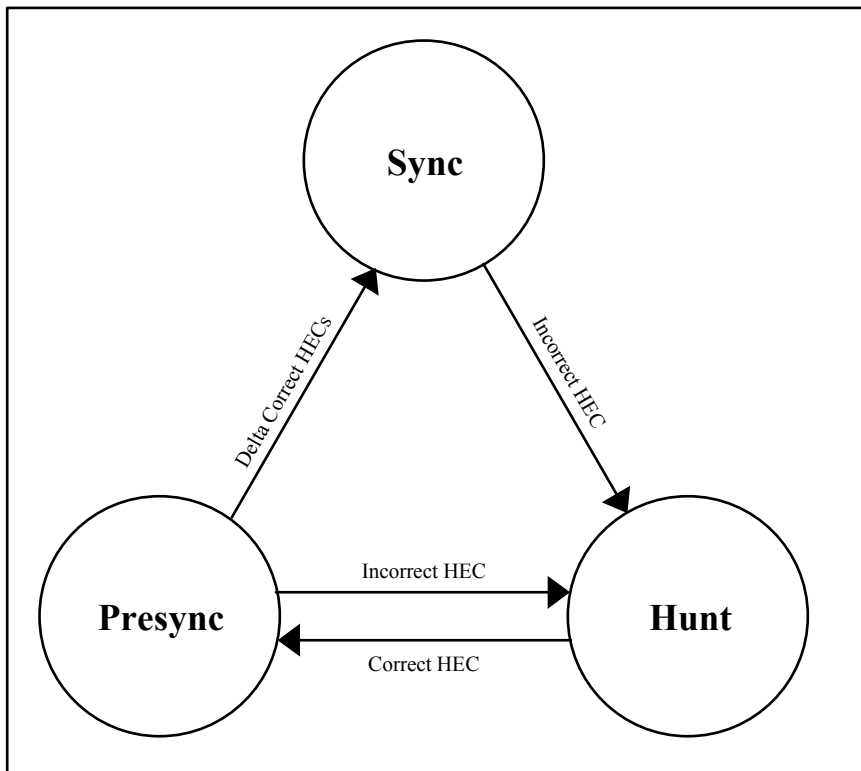 Sync
Delta Correct HECs
Incorrect HEC
Incorrect HEC
Presync
Hunt
Correct HEC